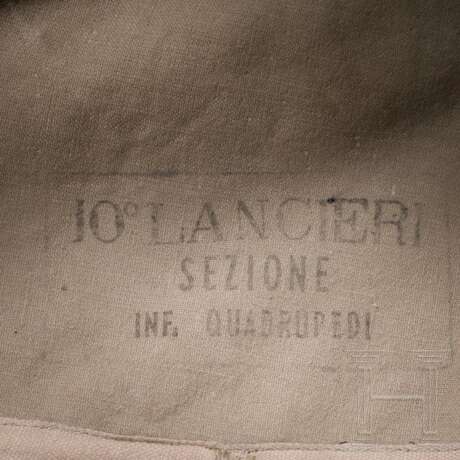 10° LANCIERI
SEZIONE
INF. QUADRUPEDI